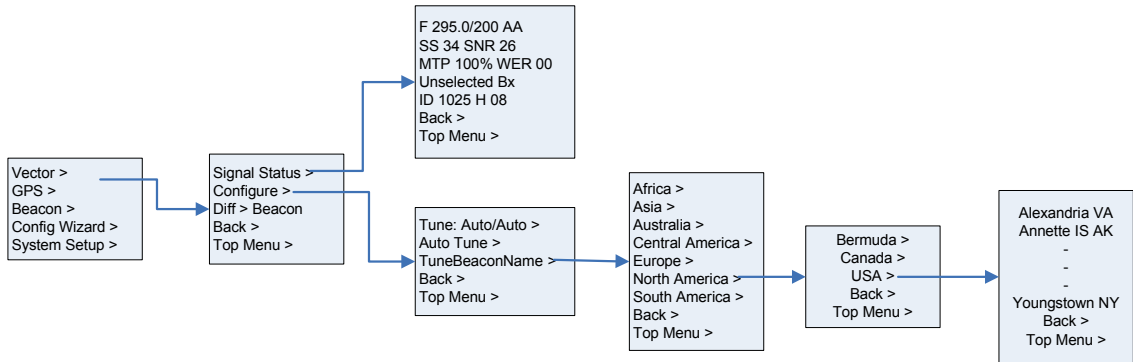 F 295.0/200 AA
SS 34 SNR 26
MTP 100% WER 00
Unselected Bx
ID 1025 H 08
Back >
Top Menu >
Vector >
GPS >
Beacon >
Config Wizard >
System Setup >
Signal Status >
Configure >
Diff > Beacon
Back >
Top Menu >
Tune: Auto/Auto >
Auto Tune >
TuneBeaconName >
Back >
Top Menu >
Africa >
Asia >
Australia >
Central America >
Europe >
North America >
South America >
Back >
Top Menu >
Bermuda >
Canada >
USA >
Back >
Top Menu >
Alexandria VA
Annette IS AK
-
-
-
Youngstown NY
Back >
Top Menu >